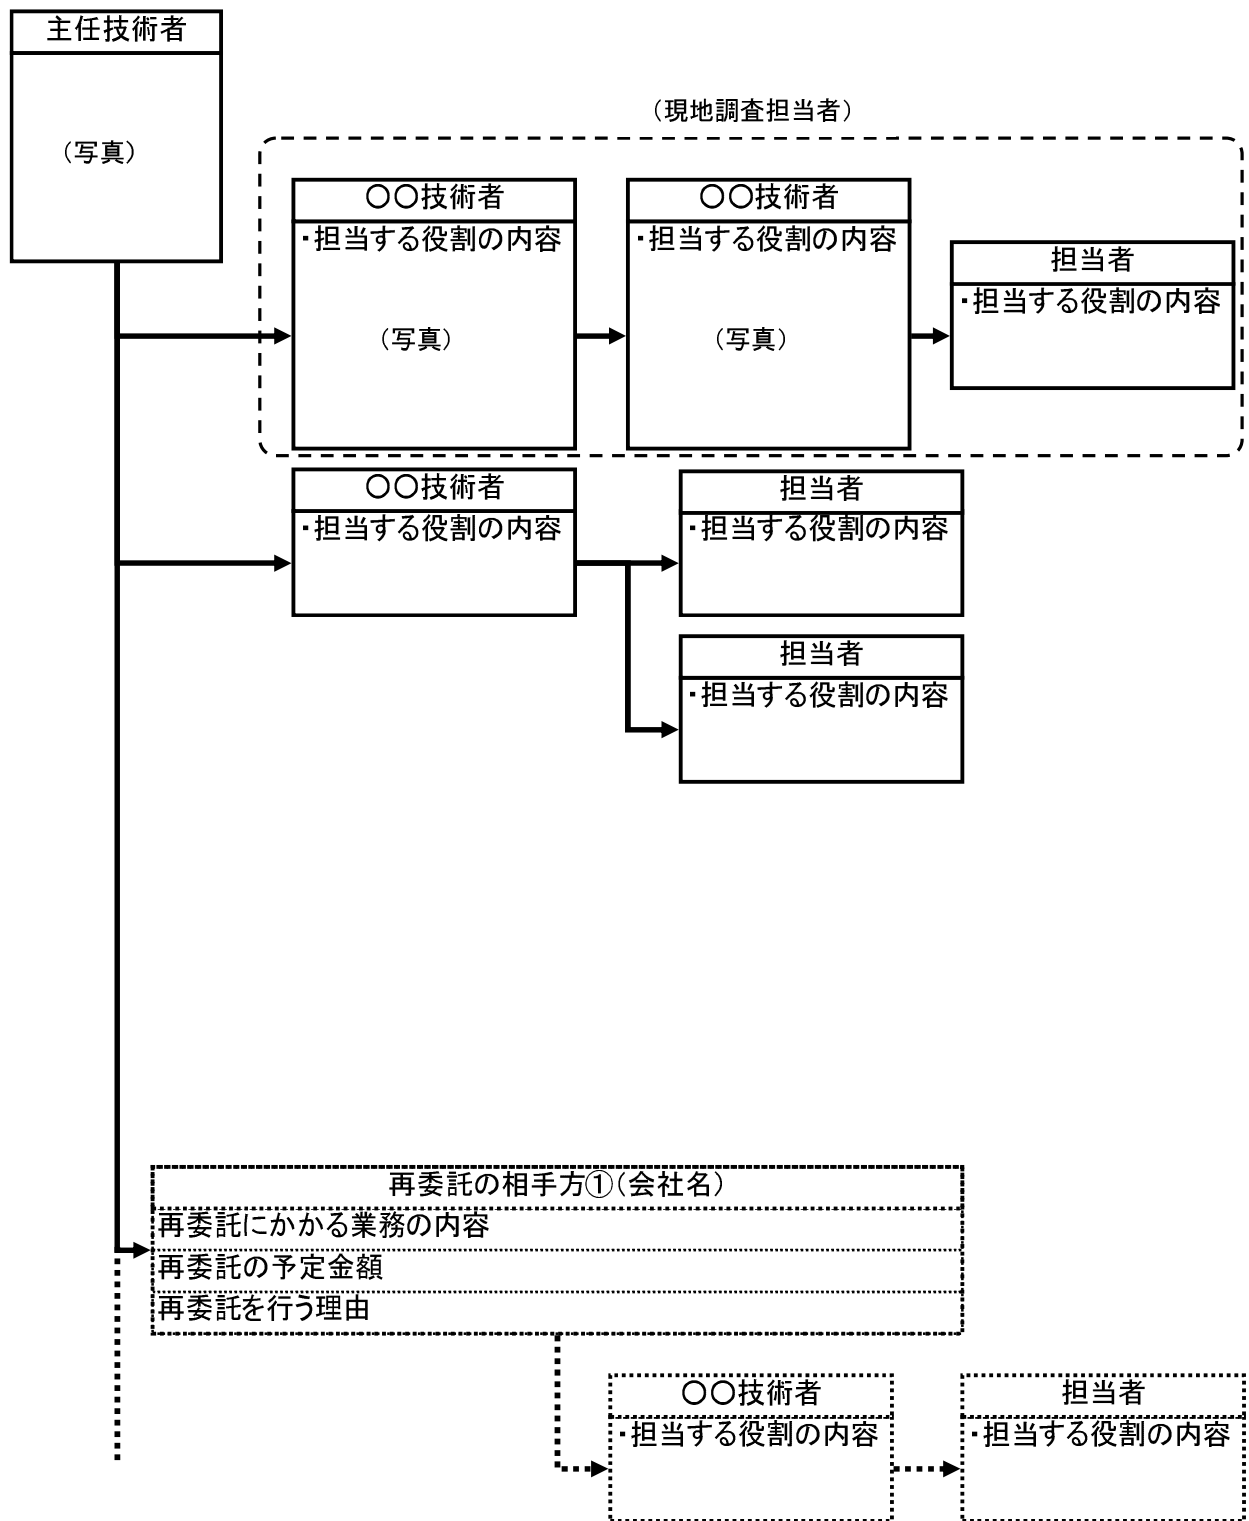 主任技術者
（写真）
（現地調査担当者）
〇〇技術者
・担当する役割の内容
（写真）
〇〇技術者
・担当する役割の内容
（写真）
担当者
・担当する役割の内容
〇〇技術者
・担当する役割の内容
担当者
・担当する役割の内容
担当者
・担当する役割の内容
再委託の相手方①（会社名）
再委託にかかる業務の内容
再委託の予定金額
再委託を行う理由
〇〇技術者
・担当する役割の内容
担当者
・担当する役割の内容